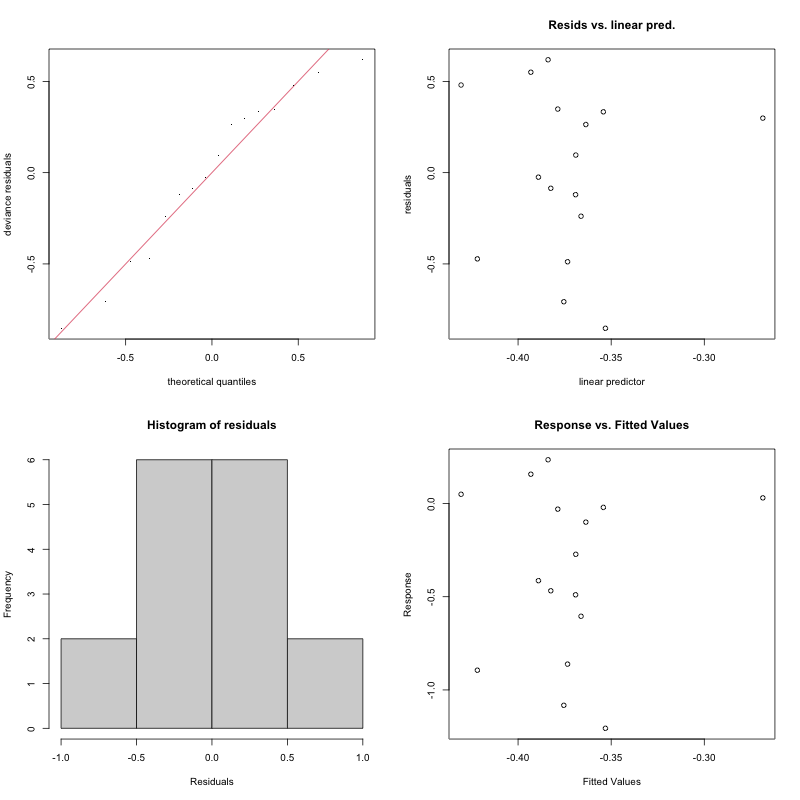 deviance residuals
0.5
0.0
-0.5
-0.5 0.0 0.5
theoretical quantiles
Resids vs. linear pred.
residuals
0.5
0.0
-0.5
-0.40 -0.35 -0.30
linear predictor
Histogram of residuals
Frequency
6
5
4
3
2
1
0
-1.0 -0.5 0.0 0.5 1.0
Residuals
Response vs. Fitted Values
Response
0.0
-0.5
-1.0
-0.40 -0.35 -0.30
Fitted Values